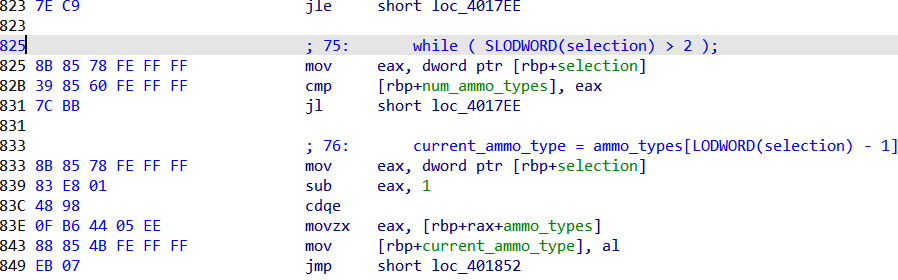 823 7E C9 jle short loc_4017EE
823
825 ; 75: while ( SLODWORD(selection) > 2 );
825 8B 85 78 FE FF FF mov eax, dword ptr [rbp+selection]
82B 39 85 60 FE FF FF cmp [rbp+num_ammo_types], eax
831 7C BB jl short loc_4017EE
831
833 ; 76: current_ammo_type = ammo_types[LODWORD(selection) - 1]
833 8B 85 78 FE FF FF mov eax, dword ptr [rbp+selection]
839 83 E8 01 sub eax, 1
83C 48 98 cdqe
83E 0F B6 44 05 EE movzx eax, [rbp+rax+ammo_types]
843 88 85 4B FE FF FF mov [rbp+current_ammo_type], al
849 EB 07 jmp short loc_401852